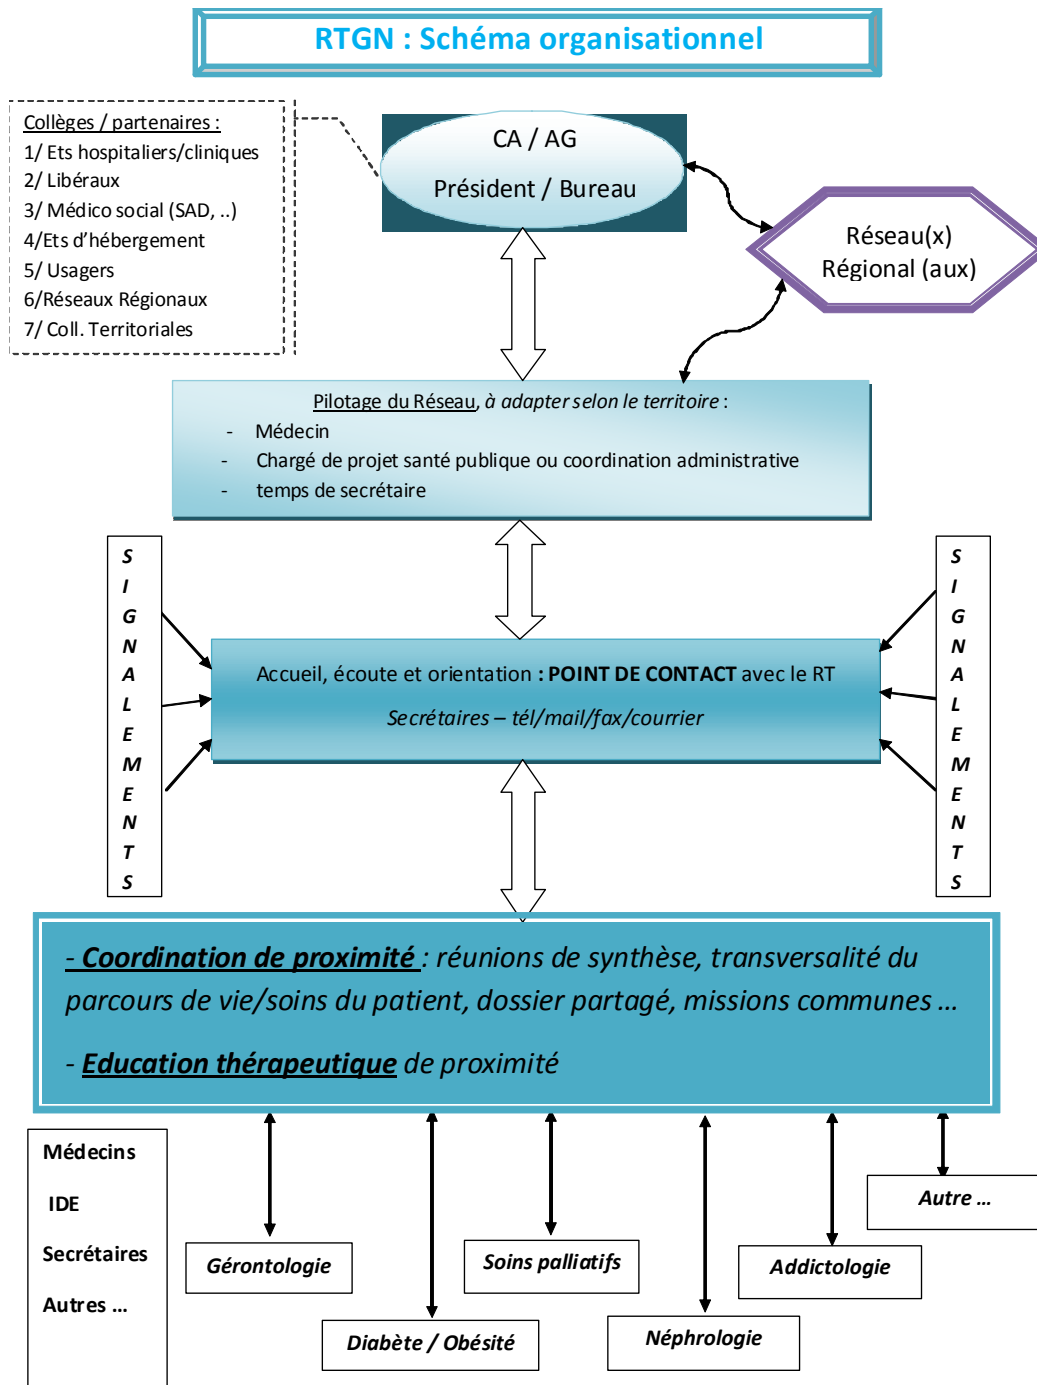 RTGN : Schéma organisationnel
Collèges / partenaires :
1/ Ets hospitaliers/cliniques
2/ Libéraux
3/ Médico social (SAD, ..)
4/Ets d'hébergement
5/ Usagers
6/Réseaux Régionaux
7/ Coll. Territoriales
CA / AG
Président / Bureau
Réseau(x)
Régional (aux)
Pilotage du Réseau, à adapter selon le territoire :
- Médecin
- Chargé de projet santé publique ou coordination administrative
- temps de secrétaire
SIGNALEMENTS
Accueil, écoute et orientation : POINT DE CONTACT avec le RT
Secrétaires – tél/mail/fax/courrier
SIGNALEMENTS
- Coordination de proximité : réunions de synthèse, transversalité du
parcours de vie/soins du patient, dossier partagé, missions communes ...
- Education thérapeutique de proximité
Médecins
IDE
Secrétaires
Autres ...
Gérontologie
Diabète / Obésité
Soins palliatifs
Néphrologie
Addictologie
Autre ...